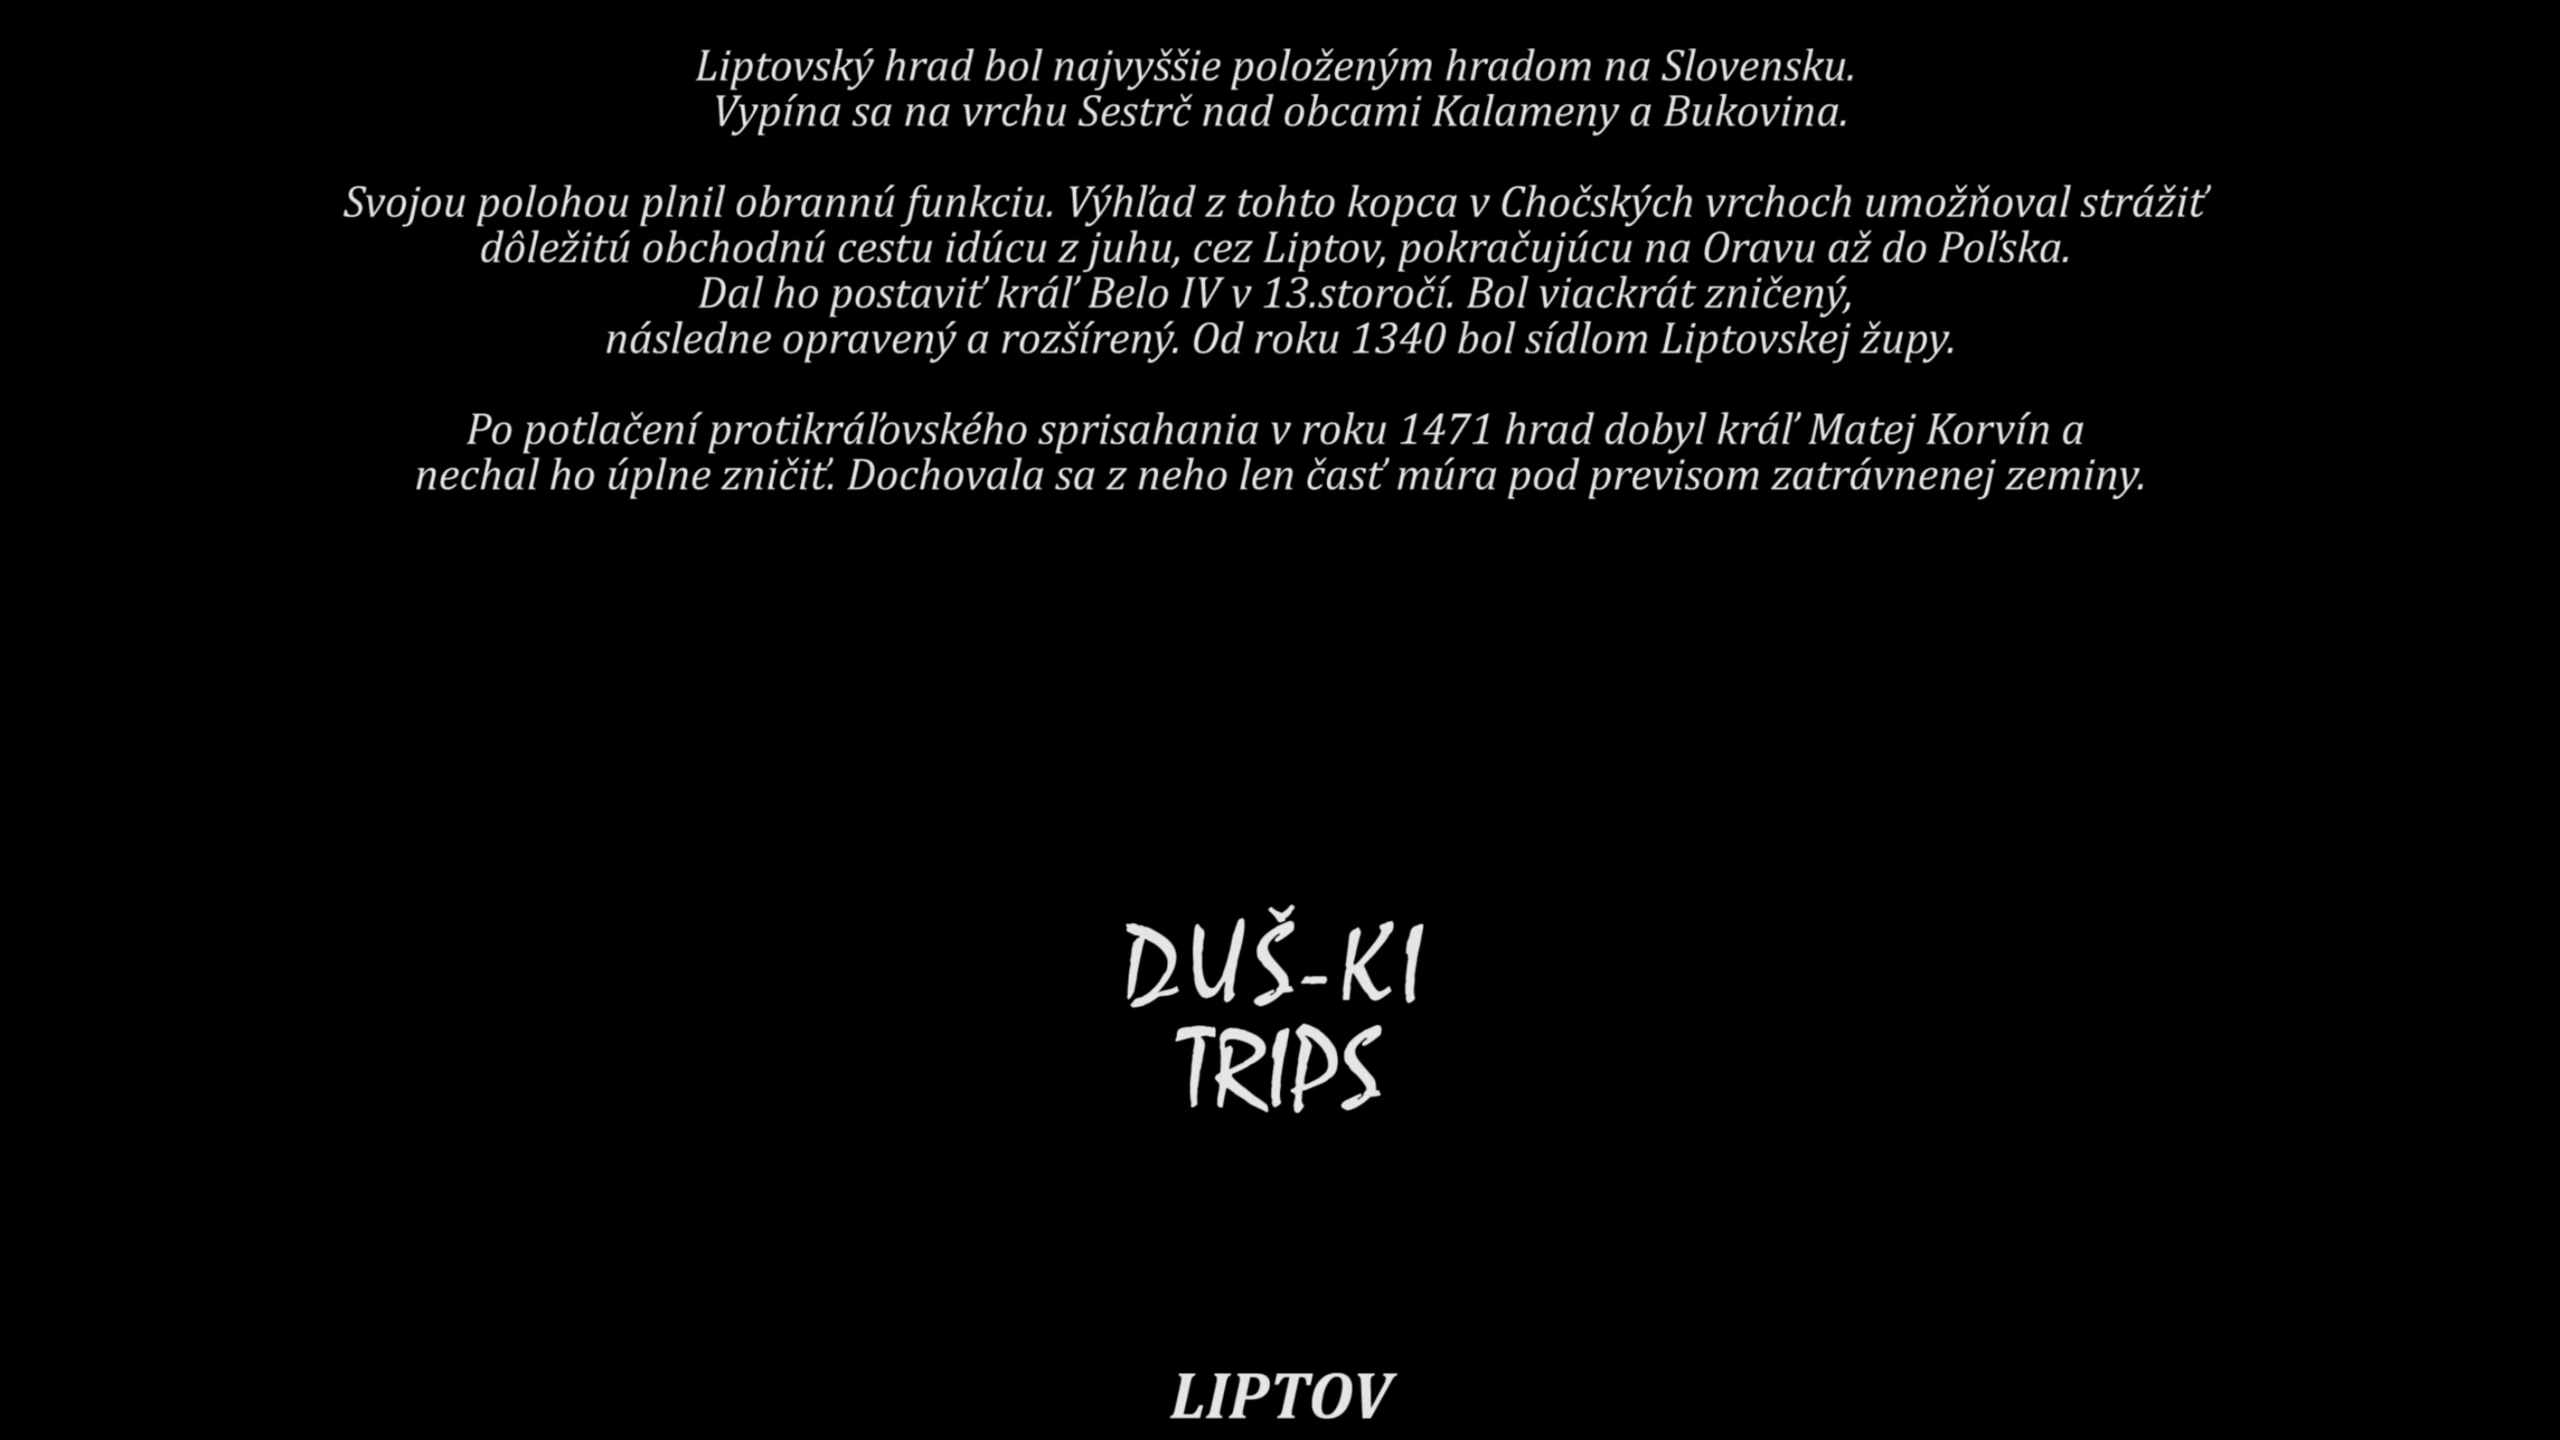 Liptovský hrad bol najvyššie položeným hradom na Slovensku.
Vypína sa na vrchu Sestrč nad obcami Kalameny a Bukovina.
Svojou polohou plnil obrannú funkciu. Výhľad z tohto kopca v Chočských vrchoch umožňoval strážiť
dôležitú obchodnú cestu idúcu z juhu, cez Liptov, pokračujúcu na Oravu až do Poľska.
Dal ho postaviť kráľ Belo IV v 13.storočí. Bol viackrát zničený,
následne opravený a rozšírený. Od roku 1340 bol sídlom Liptovskej župy.
Po potlačení protikráľovského sprisahania v roku 1471 hrad dobyl kráľ Matej Korvín a
nechal ho úplne zničiť. Dochovala sa z neho len časť múra pod previsom zatrávnenej zeminy.
DUŠ-KI
TRIPS
LIPTOV